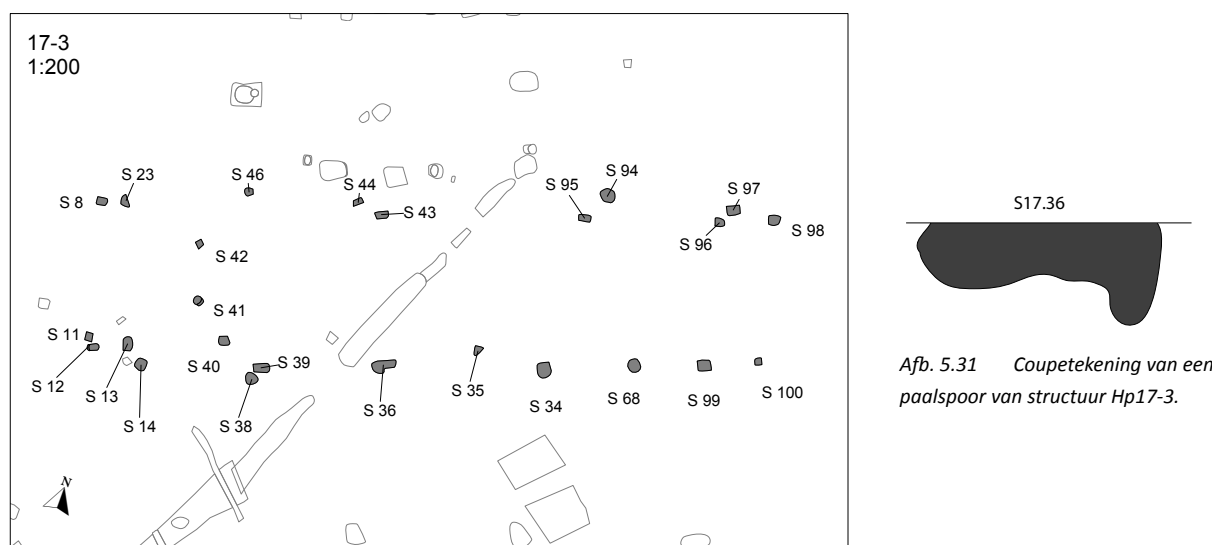 17-3
1:200
S 8
S 23
S 46
S 44
S 43
S 95
S 94
S 97
S 96
S 98
S 42
S 41
S 11
S 12
S 13
S 14
S 40
S 39
S 38
S 36
S 35
S 34
S 68
S 99
S 100
N
S17.36
Afb. 5.31 Coupetekening van een
paalspoor van structuur Hp17-3.